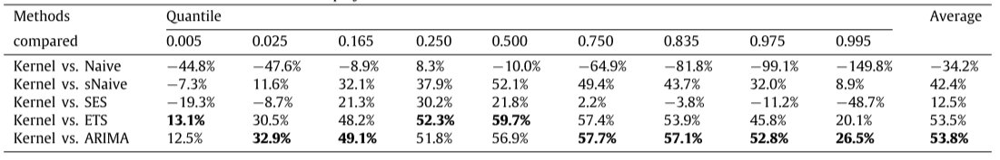 Methods Quantile Average
compared 0.005 0.025 0.165 0.250 0.500 0.750 0.835 0.975 0.995
Kernel vs. Naive −44.8% −47.6% −8.9% 8.3% −10.0% −64.9% −81.8% −99.1% −149.8% −34.2%
Kernel vs. sNaive −7.3% 11.6% 32.1% 37.9% 52.1% 49.4% 43.7% 32.0% 8.9% 42.4%
Kernel vs. SES −19.3% −8.7% 21.3% 30.2% 21.8% 2.2% −3.8% −11.2% −48.7% 12.5%
Kernel vs. ETS 13.1% 30.5% 48.2% 52.3% 59.7% 57.4% 53.9% 45.8% 20.1% 53.5%
Kernel vs. ARIMA 12.5% 32.9% 49.1% 51.8% 56.9% 57.7% 57.1% 52.8% 26.5% 53.8%